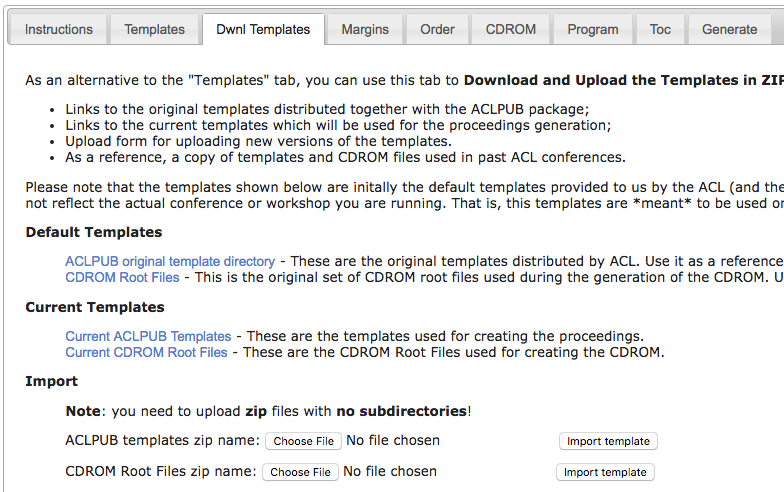 Instructions Templates Dwnl Templates Margins Order CDROM Program Toc Generate
As an alternative to the "Templates" tab, you can use this tab to Download and Upload the Templates in ZIP
• Links to the original templates distributed together with the ACLPUB package;
• Links to the current templates which will be used for the proceedings generation;
• Upload form for uploading new versions of the templates.
• As a reference, a copy of templates and CDROM files used in past ACL conferences.
Please note that the templates shown below are initally the default templates provided to us by the ACL (and the
not reflect the actual conference or workshop you are running. That is, this templates are *meant* to be used
Default Templates
ACLPUB original template directory - These are the original templates distributed by ACL. Use it as a reference
CDROM Root Files - This is the original set of CDROM root files used during the generation of the CDROM.
Current Templates
Current ACLPUB Templates - These are the templates used for creating the proceedings.
Current CDROM Root Files - These are the CDROM Root Files used for creating the CDROM.
Import
Note: you need to upload zip files with no subdirectories!
ACLPUB templates zip name: Choose File No file chosen Import template
CDROM Root Files zip name: Choose File No file chosen Import template